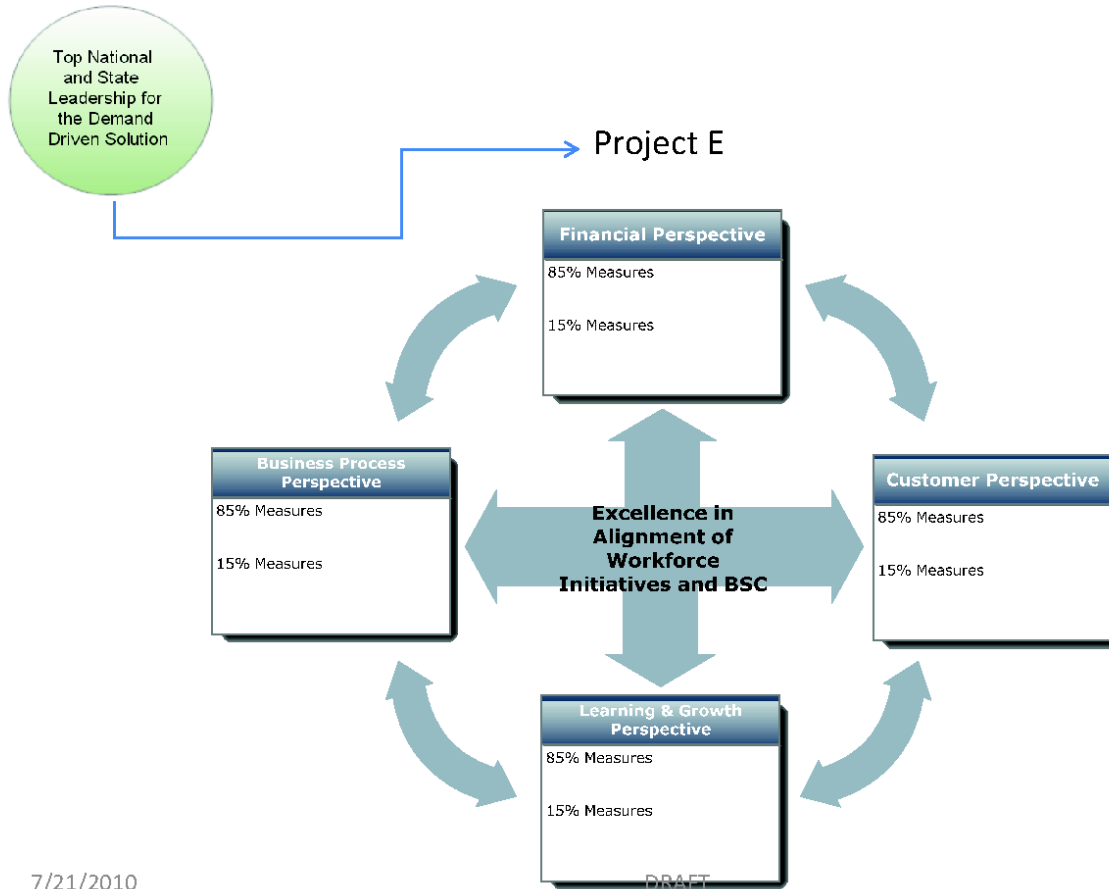 Top National
and State
Leadership for
the Demand
Driven Solution
Project E
Financial Perspective
85% Measures
15% Measures
Business Process
Perspective
85% Measures
15% Measures
Excellence in
Alignment of
Workforce
Initiatives and BSC
Customer Perspective
85% Measures
15% Measures
Learning & Growth
Perspective
85% Measures
15% Measures
7/21/2010
DRAFT